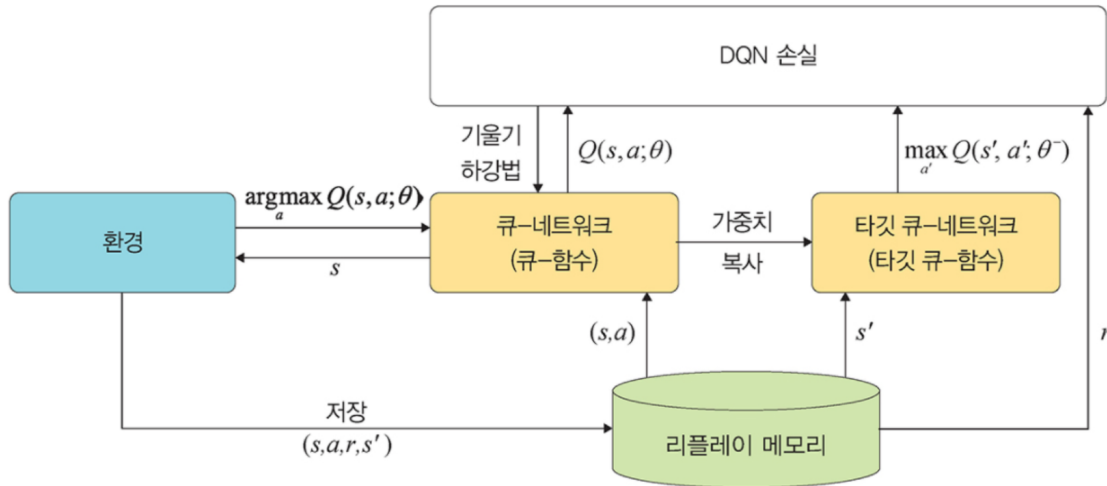 DQN 손실
기울기
하강법
Q(s, a; θ)
max Q(s′, a′; θ⁻)
a′
argmax Q(s, a; θ)
a
환경
s
큐-네트워크
(큐-함수)
가중치
복사
타깃 큐-네트워크
(타깃 큐-함수)
(s,a)
s′
r
저장
(s,a,r,s′)
리플레이 메모리